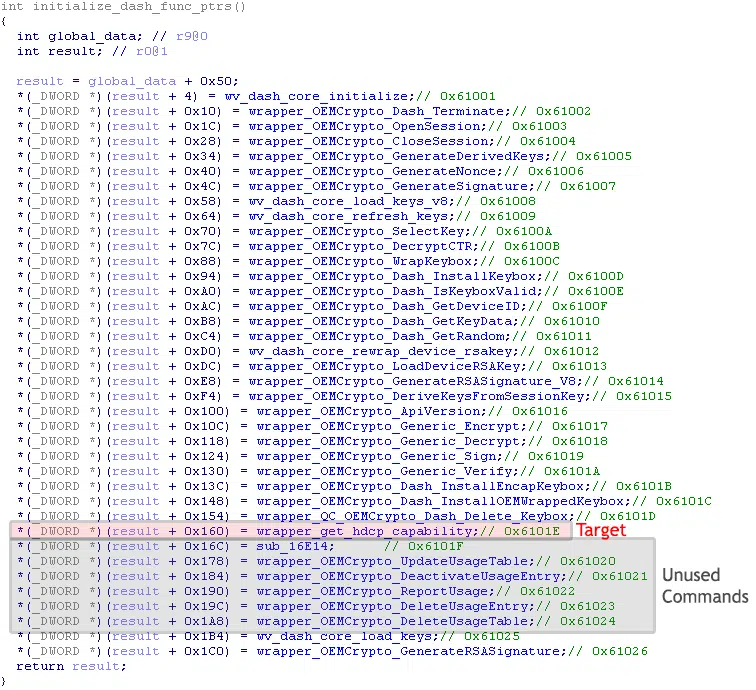 int initialize_dash_func_ptrs()
{
int global_data; // r9@0
int result; // r0@1
result = global_data + 0x50;
*(_DWORD *)(result + 4) = wv_dash_core_initialize;// 0x61001
*(_DWORD *)(result + 0x10) = wrapper_OEMCrypto_Dash_Terminate;// 0x61002
*(_DWORD *)(result + 0x1C) = wrapper_OEMCrypto_OpenSession;// 0x61003
*(_DWORD *)(result + 0x28) = wrapper_OEMCrypto_CloseSession;// 0x61004
*(_DWORD *)(result + 0x34) = wrapper_OEMCrypto_GenerateDerivedKeys;// 0x61005
*(_DWORD *)(result + 0x40) = wrapper_OEMCrypto_GenerateNonce;// 0x61006
*(_DWORD *)(result + 0x4C) = wrapper_OEMCrypto_GenerateSignature;// 0x61007
*(_DWORD *)(result + 0x58) = wv_dash_core_load_keys_v8;// 0x61008
*(_DWORD *)(result + 0x64) = wv_dash_core_refresh_keys;// 0x61009
*(_DWORD *)(result + 0x70) = wrapper_OEMCrypto_SelectKey;// 0x6100A
*(_DWORD *)(result + 0x7C) = wrapper_OEMCrypto_DecryptCTR;// 0x6100B
*(_DWORD *)(result + 0x88) = wrapper_OEMCrypto_WrapKeybox;// 0x6100C
*(_DWORD *)(result + 0x94) = wrapper_OEMCrypto_Dash_InstallKeybox;// 0x6100D
*(_DWORD *)(result + 0xA0) = wrapper_OEMCrypto_Dash_IsKeyboxValid;// 0x6100E
*(_DWORD *)(result + 0xAC) = wrapper_OEMCrypto_Dash_GetDeviceID;// 0x6100F
*(_DWORD *)(result + 0xB8) = wrapper_OEMCrypto_Dash_GetKeyData;// 0x61010
*(_DWORD *)(result + 0xC4) = wrapper_OEMCrypto_Dash_GetRandom;// 0x61011
*(_DWORD *)(result + 0xD0) = wv_dash_core_rewrap_device_rsakey;// 0x61012
*(_DWORD *)(result + 0xDC) = wrapper_OEMCrypto_LoadDeviceRSAKey;// 0x61013
*(_DWORD *)(result + 0xE8) = wrapper_OEMCrypto_GenerateRSASignature_V8;// 0x61014
*(_DWORD *)(result + 0xF4) = wrapper_OEMCrypto_DeriveKeysFromSessionKey;// 0x61015
*(_DWORD *)(result + 0x100) = wrapper_OEMCrypto_ApiVersion;// 0x61016
*(_DWORD *)(result + 0x10C) = wrapper_OEMCrypto_Generic_Encrypt;// 0x61017
*(_DWORD *)(result + 0x118) = wrapper_OEMCrypto_Generic_Decrypt;// 0x61018
*(_DWORD *)(result + 0x124) = wrapper_OEMCrypto_Generic_Sign;// 0x61019
*(_DWORD *)(result + 0x130) = wrapper_OEMCrypto_Generic_Verify;// 0x6101A
*(_DWORD *)(result + 0x13C) = wrapper_OEMCrypto_Dash_InstallEncapKeybox;// 0x6101B
*(_DWORD *)(result + 0x148) = wrapper_OEMCrypto_Dash_InstallOEMWrappedKeybox;// 0x6101C
*(_DWORD *)(result + 0x154) = wrapper_QC_OEMCrypto_Dash_Delete_Keybox;// 0x6101D
*(_DWORD *)(result + 0x160) = wrapper_get_hdcp_capability;// 0x6101E Target
*(_DWORD *)(result + 0x16C) = sub_16E14; // 0x6101F
*(_DWORD *)(result + 0x178) = wrapper_OEMCrypto_UpdateUsageTable;// 0x61020
*(_DWORD *)(result + 0x184) = wrapper_OEMCrypto_DeactivateUsageEntry;// 0x61021
*(_DWORD *)(result + 0x190) = wrapper_OEMCrypto_ReportUsage;// 0x61022
*(_DWORD *)(result + 0x19C) = wrapper_OEMCrypto_DeleteUsageEntry;// 0x61023
*(_DWORD *)(result + 0x1A8) = wrapper_OEMCrypto_DeleteUsageTable;// 0x61024
Unused
Commands
*(_DWORD *)(result + 0x1B4) = wv_dash_core_load_keys;// 0x61025
*(_DWORD *)(result + 0x1C0) = wrapper_OEMCrypto_GenerateRSASignature;// 0x61026
return result;
}